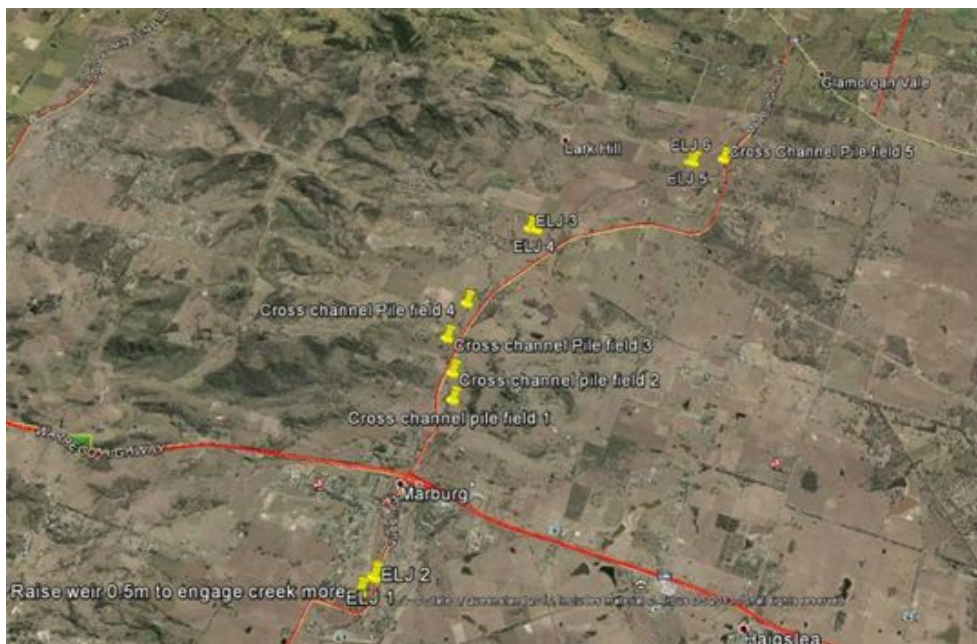 Glamorgan Vale
Lark Hill
ELJ 6
Cross Channel Pile field 5
ELJ 5
ELJ 3
ELJ 4
Cross channel Pile field 4
Cross channel Pile field 3
Cross channel pile field 2
Cross channel pile field 1
WARREGO HIGHWAY
Marburg
ELJ 2
Raise weir 0.5m to engage creek more
ELJ 1
Haigslea